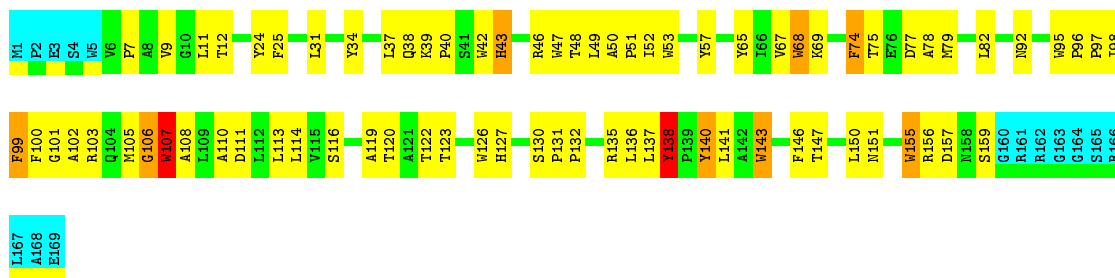 M1 P2 E3 S4 W5 V6 P7 A8 V9 G10 L11 T12 Y24 F25 L31 Y34 L37 Q38 K39 P40 S41 W42 H43 R46 W47 T48 L49 A50 P51 I52 W53 Y57 Y65 I66 V67 W68 K69 F74 T75 E76 D77 A78 M79 L82 N92 W95 P96 P97 I98
F99 F100 G101 A102 R103 Q104 M105 G106 W107 A108 L109 A110 D111 L112 L113 L114 V115 S116 A119 T120 A121 T122 T123 W126 H127 S130 P131 P132 R135 L136 L137 Y138 P139 Y140 L141 A142 W143 F146 T147 L150 N151 W155 R156 D157 N158 S159 G160 R161 R162 G163 G164 S165 R166
L167 A168 E169